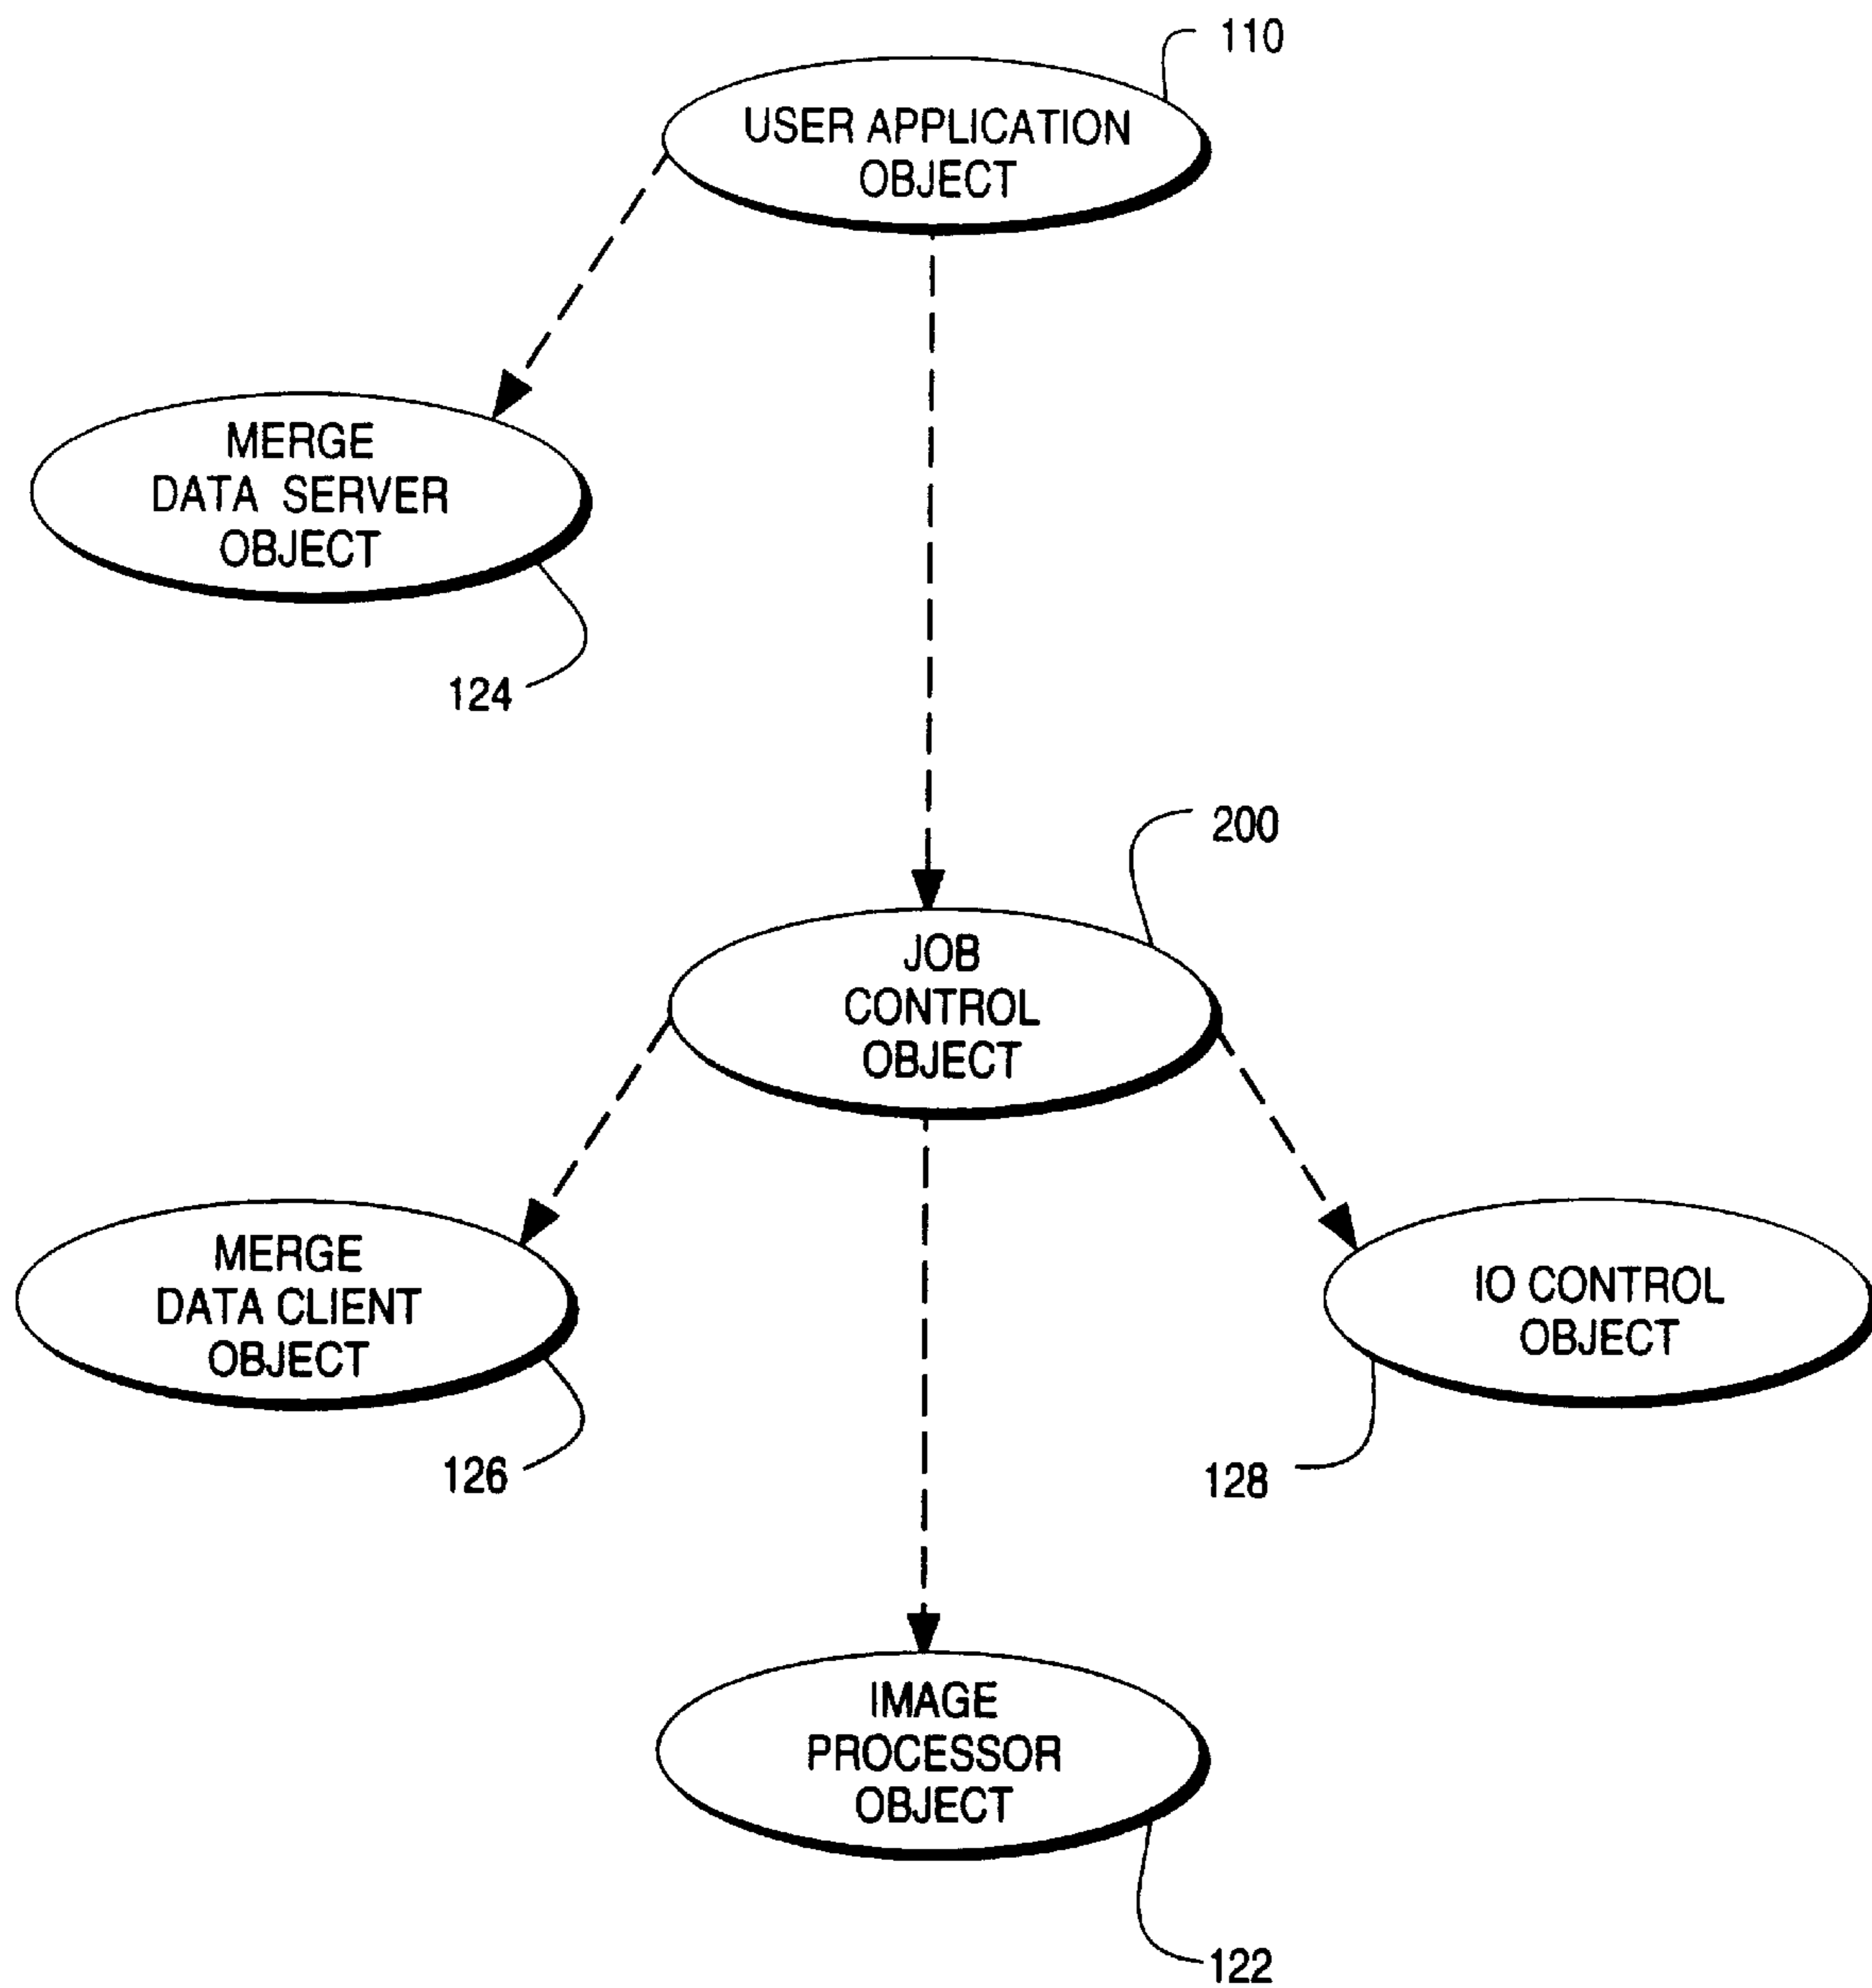 110
USER APPLICATION
OBJECT
MERGE
DATA SERVER
OBJECT
124
200
JOB
CONTROL
OBJECT
MERGE
DATA CLIENT
OBJECT
IO CONTROL
OBJECT
126
128
IMAGE
PROCESSOR
OBJECT
122